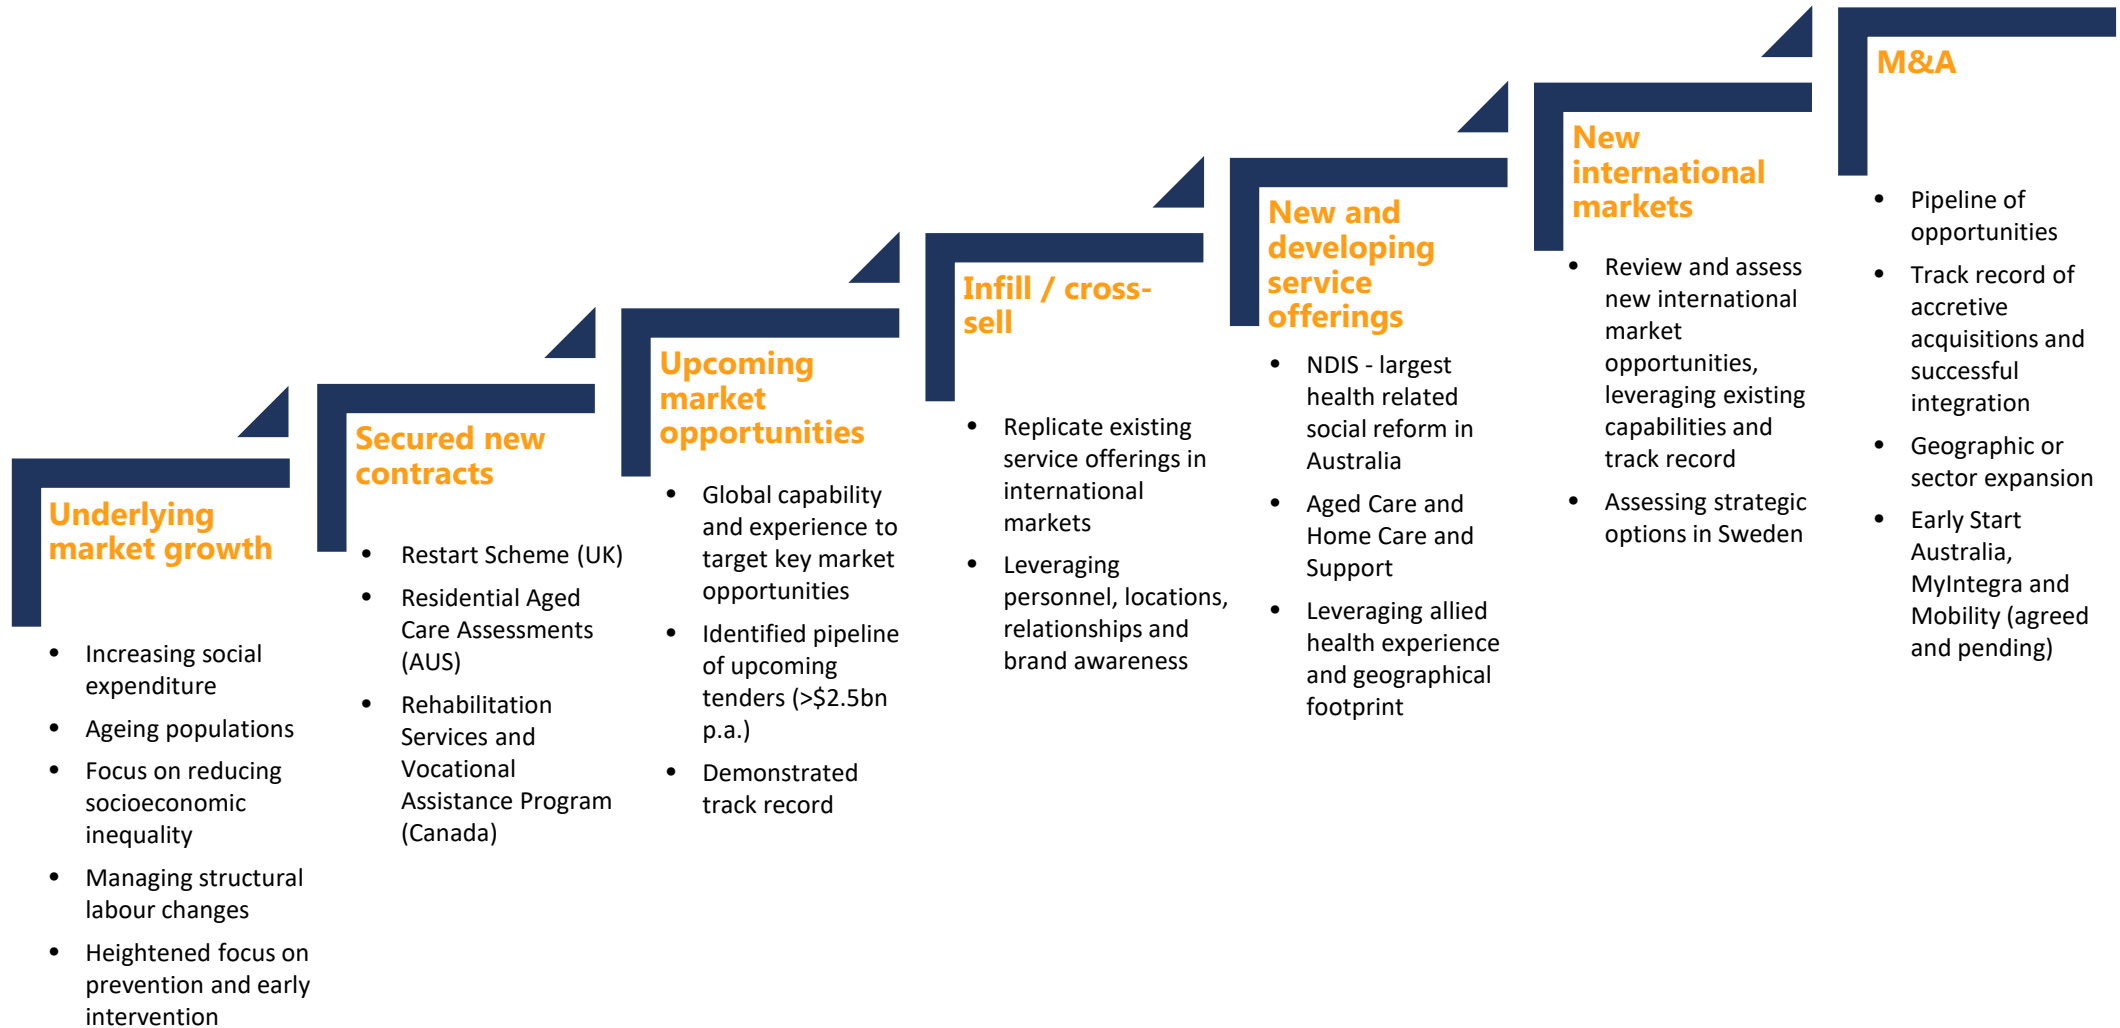 Underlying
market growth
• Increasing social
expenditure
• Ageing populations
• Focus on reducing
socioeconomic
inequality
• Managing structural
labour changes
• Heightened focus on
prevention and early
intervention
Secured new
contracts
• Restart Scheme (UK)
• Residential Aged
Care Assessments
(AUS)
• Rehabilitation
Services and
Vocational
Assistance Program
(Canada)
Upcoming
market
opportunities
• Global capability
and experience to
target key market
opportunities
• Identified pipeline
of upcoming
tenders (>$2.5bn
p.a.)
• Demonstrated
track record
Infill / cross-
sell
• Replicate existing
service offerings in
international
markets
• Leveraging
personnel, locations,
relationships and
brand awareness
New and
developing
service
offerings
• NDIS - largest
health related
social reform in
Australia
• Aged Care and
Home Care and
Support
• Leveraging allied
health experience
and geographical
footprint
New
international
markets
• Review and assess
new international
market
opportunities,
leveraging existing
capabilities and
track record
• Assessing strategic
options in Sweden
M&A
• Pipeline of
opportunities
• Track record of
accretive
acquisitions and
successful
integration
• Geographic or
sector expansion
• Early Start
Australia,
MyIntegra and
Mobility (agreed
and pending)